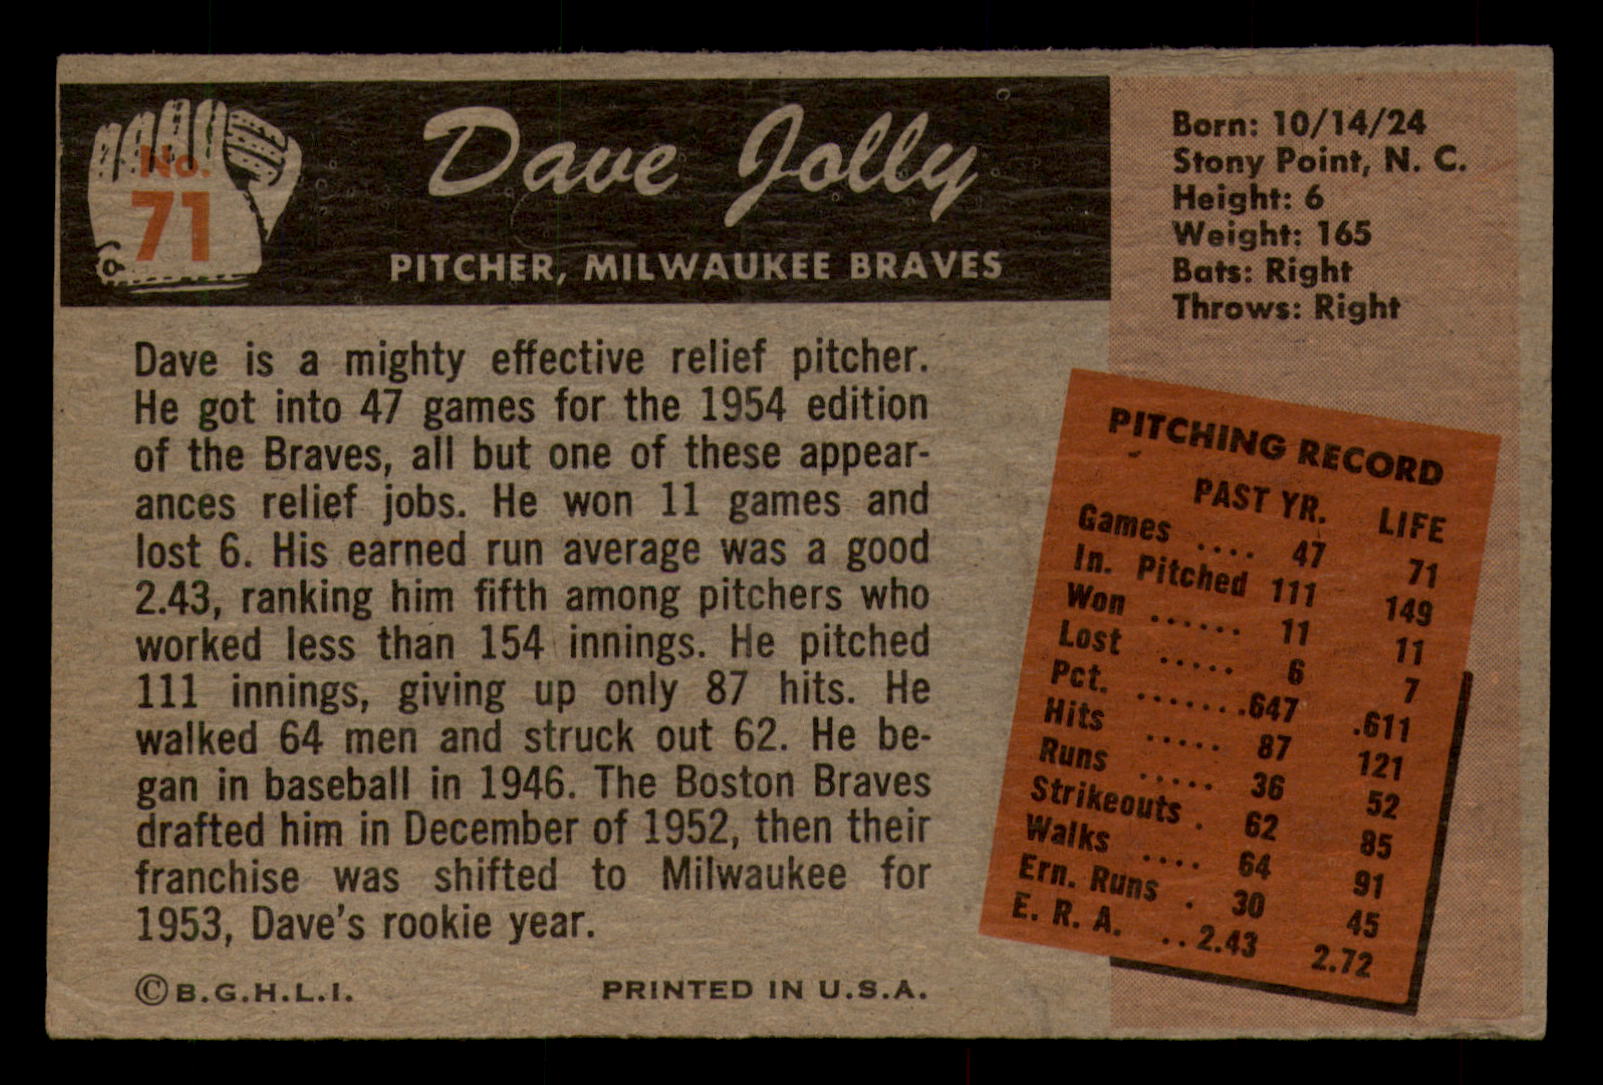 No.
71
Dave Jolly
PITCHER, MILWAUKEE BRAVES
Born: 10/14/24
Stony Point, N. C.
Height: 6
Weight: 165
Bats: Right
Throws: Right
Dave is a mighty effective relief pitcher.
He got into 47 games for the 1954 edition
of the Braves, all but one of these appear-
ances relief jobs. He won 11 games and
lost 6. His earned run average was a good
2.43, ranking him fifth among pitchers who
worked less than 154 innings. He pitched
111 innings, giving up only 87 hits. He
walked 64 men and struck out 62. He be-
gan in baseball in 1946. The Boston Braves
drafted him in December of 1952, then their
franchise was shifted to Milwaukee for
1953, Dave's rookie year.
PITCHING RECORD
PAST YR. LIFE
Games .... 47 71
In. Pitched 111 149
Won ...... 11 11
Lost ..... 6 7
Pct. .......647 .611
Hits ..... 87 121
Runs ..... 36 52
Strikeouts . 62 85
Walks .... 64 91
Ern. Runs . 30 45
E. R. A. .. 2.43 2.72
©B.G.H.L.I.
PRINTED IN U.S.A.